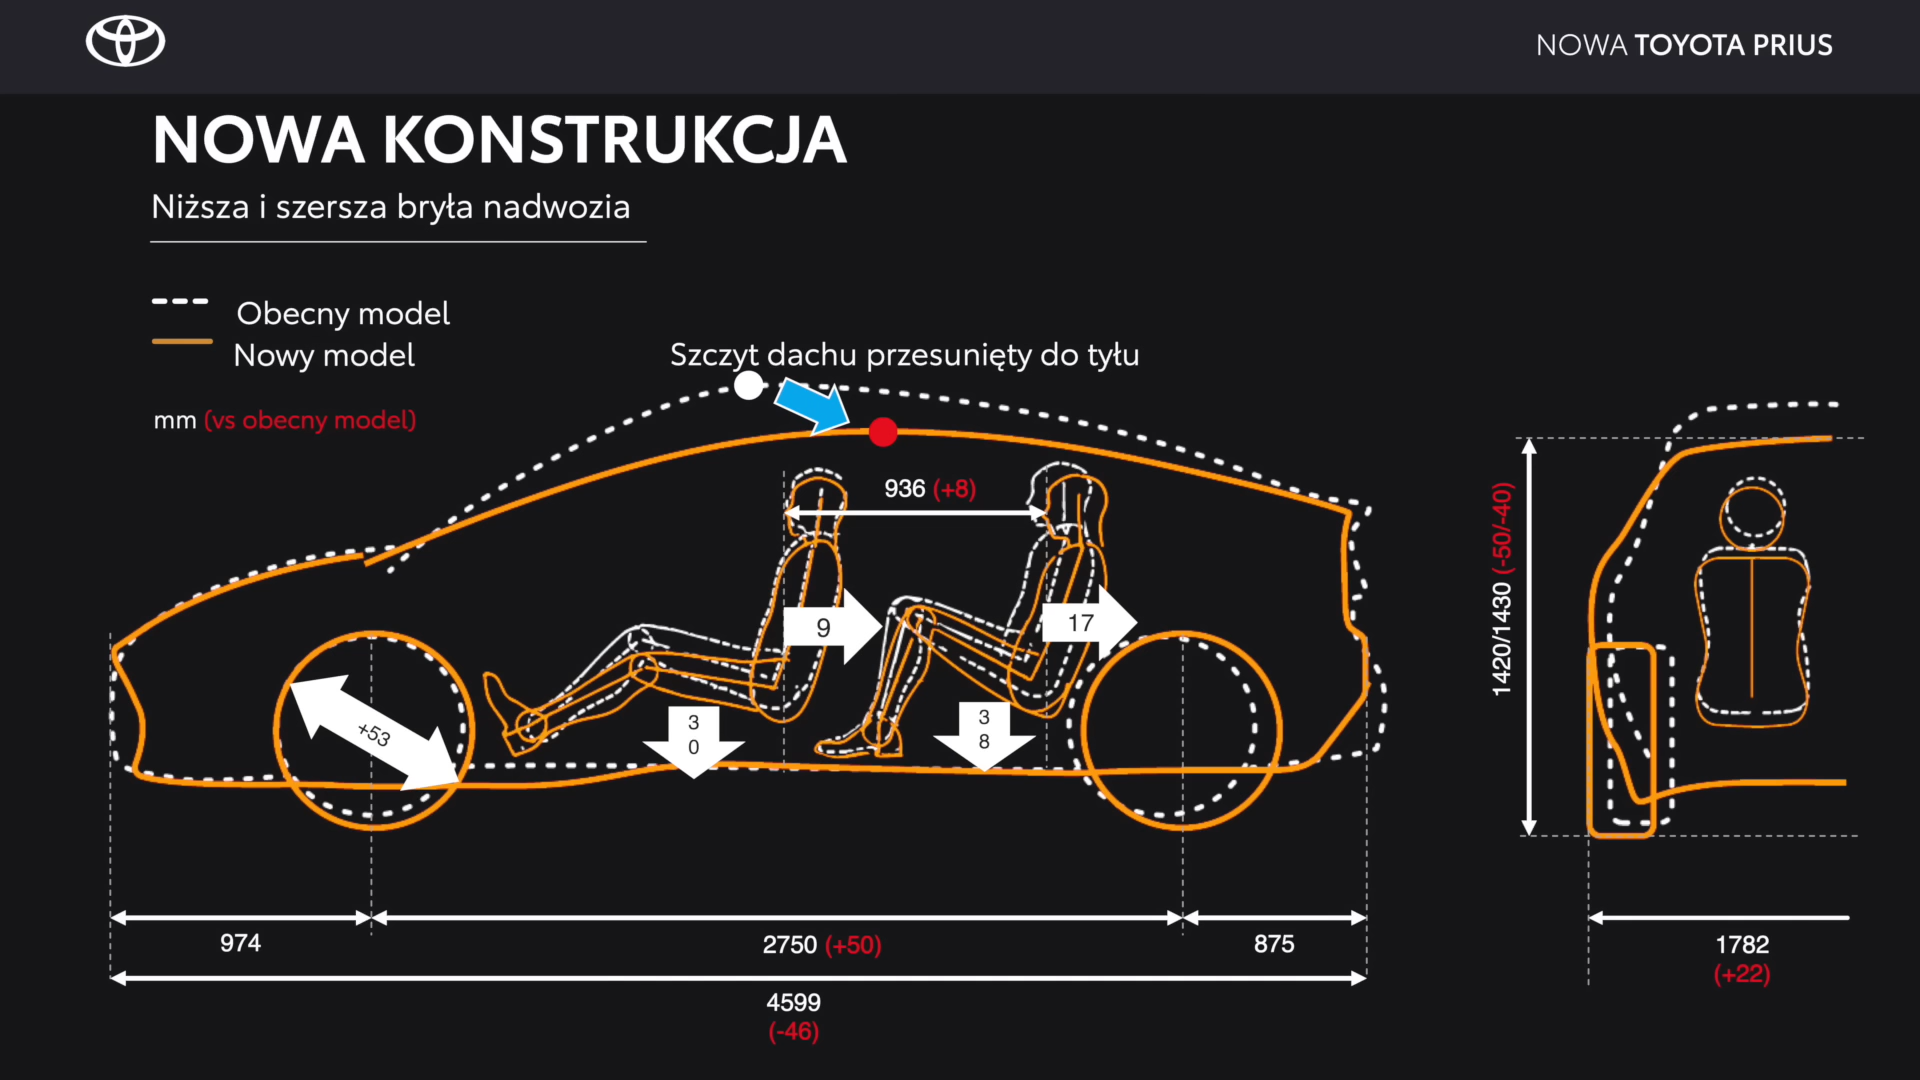 NOWA TOYOTA PRIUS
NOWA KONSTRUKCJA
Niższa i szersza bryła nadwozia
Obecny model
Nowy model
mm (vs obecny model)
Szczyt dachu przesunięty do tyłu
936 (+8)
9
17
+53
3
0
3
8
1420/1430 (-50/-40)
974
2750 (+50)
875
4599
(-46)
1782
(+22)